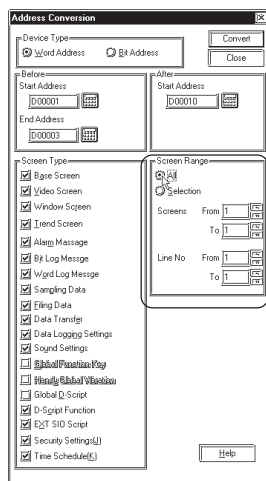 Address Conversion
Device Type
Word Address Bit Address
Convert
Close
Before
Start Address
D00001
End Address
D00003
After
Start Address
D00010
Screen Type
Base Screen
Video Screen
Window Screen
Trend Screen
Alarm Massage
Bit Log Messge
Word Log Messge
Sampling Data
Filing Data
Data Transfer
Data Logging Settings
Sound Settings
Global Function Key
Handy Global Vibration
Global D-Script
D-Script Function
EXT SIO Script
Security Settings(J)
Time Schedule(K)
Screen Range
All
Selection
Screens From 1
To 1
Line No From 1
To 1
Help